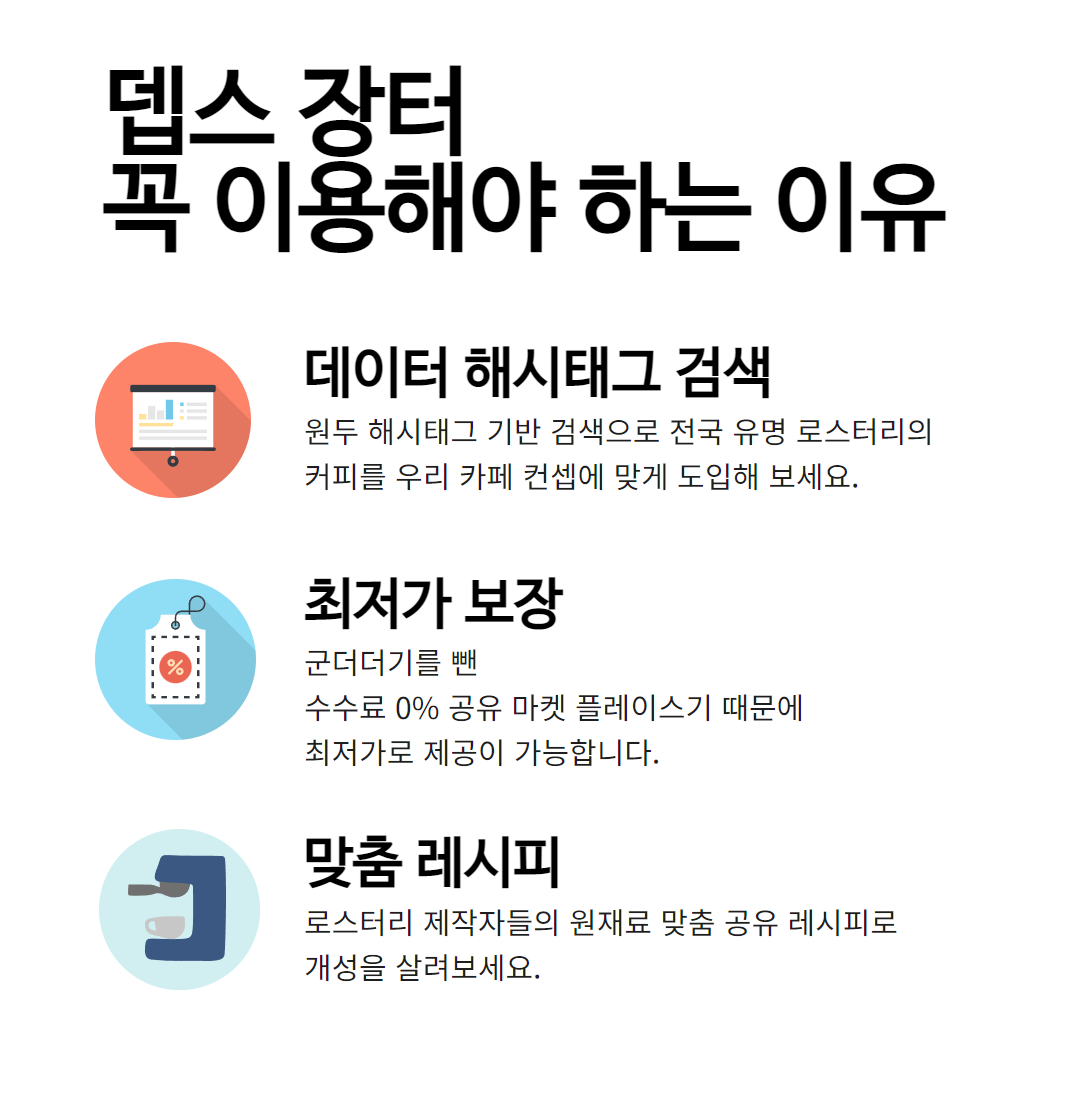 뎁스 장터
꼭 이용해야 하는 이유
데이터 해시태그 검색
원두 해시태그 기반 검색으로 전국 유명 로스터리의
커피를 우리 카페 컨셉에 맞게 도입해 보세요.
최저가 보장
군더더기를 뺀
수수료 0% 공유 마켓 플레이스기 때문에
최저가로 제공이 가능합니다.
%
맞춤 레시피
로스터리 제작자들의 원재료 맞춤 공유 레시피로
개성을 살려보세요.